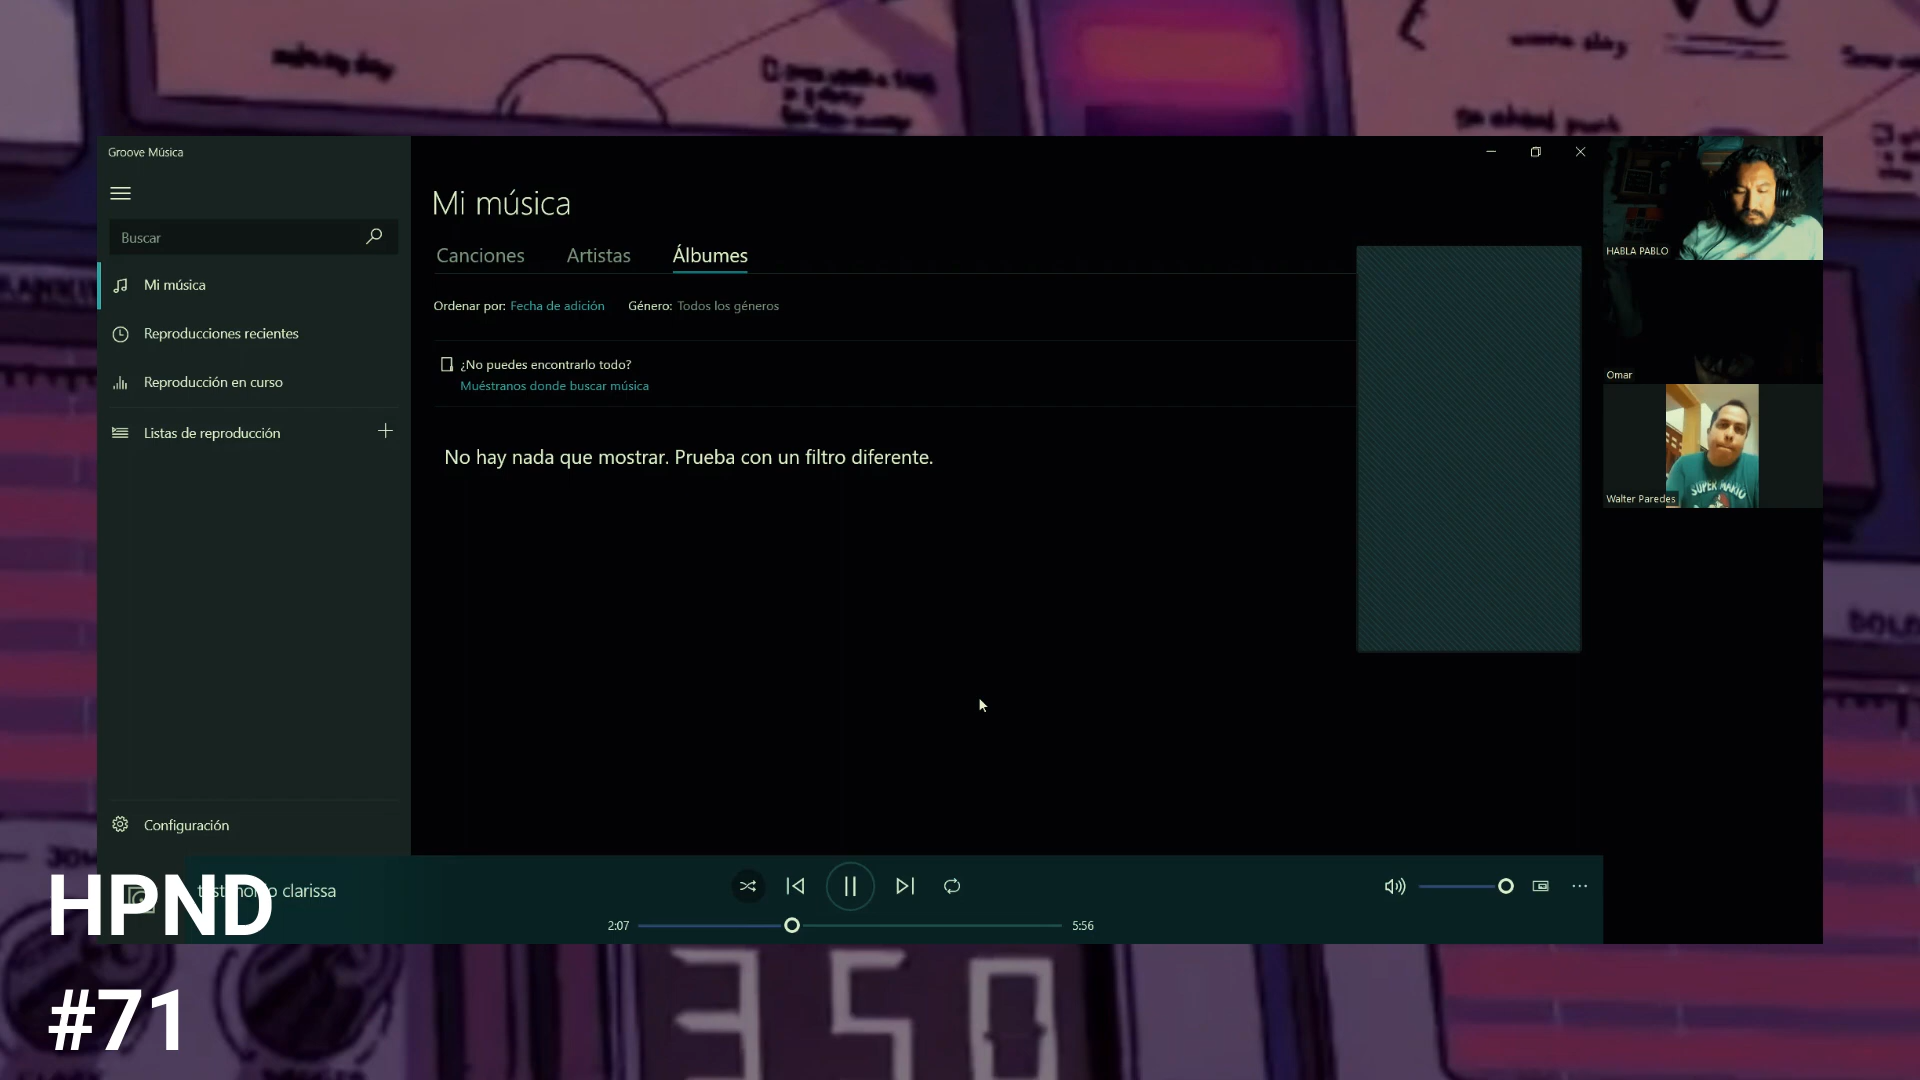 Groove Música
Buscar
Mi música
Reproducciones recientes
Reproducción en curso
Listas de reproducción
Configuración
Mi música
Canciones Artistas Álbumes
Ordenar por: Fecha de adición Género: Todos los géneros
¿No puedes encontrarlo todo?
Muéstranos donde buscar música
No hay nada que mostrar. Prueba con un filtro diferente.
HABLA PABLO
Omar
SUPER MARIO
Walter Paredes
clarissa
2:07 5:56
HPND
#71
350